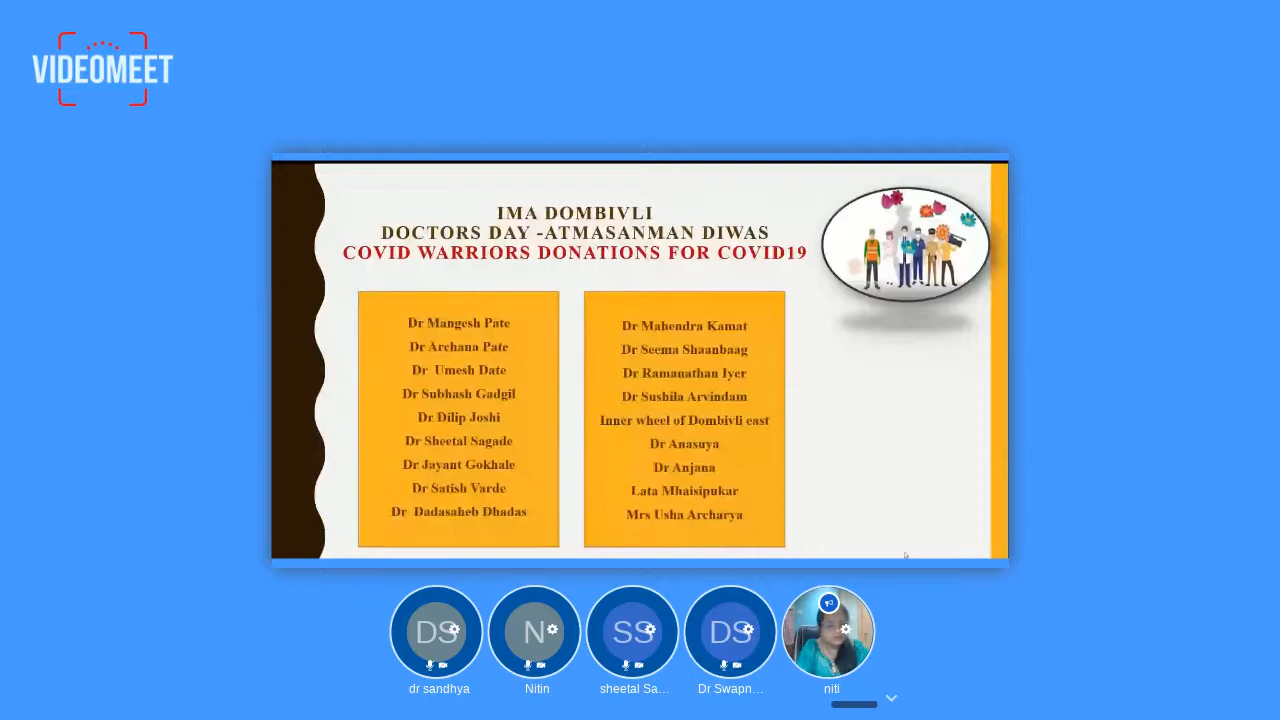 VIDEOMEET
IMA DOMBIVLI
DOCTORS DAY -ATMASANMAN DIWAS
COVID WARRIORS DONATIONS FOR COVID19
Dr Mangesh Pate
Dr Archana Pate
Dr Umesh Date
Dr Subhash Gadgil
Dr Dilip Joshi
Dr Sheetal Sagade
Dr Jayant Gokhale
Dr Satish Varde
Dr Dadasaheb Dhadas
Dr Mahendra Kamat
Dr Seema Shaanbaag
Dr Ramanathan Iyer
Dr Sushila Arvindam
Inner wheel of Dombivli east
Dr Anasuya
Dr Anjana
Lata Mhaisipukar
Mrs Usha Archarya
DS
N
SS
DS
dr sandhya
Nitin
sheetal Sa...
Dr Swapn...
niti